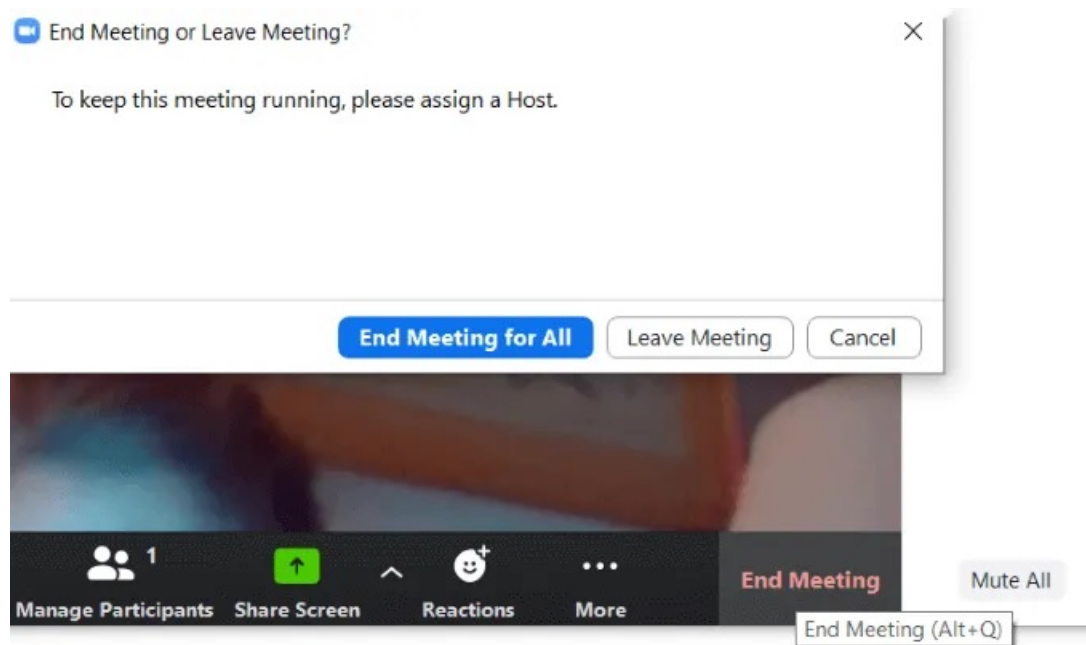 End Meeting or Leave Meeting?
To keep this meeting running, please assign a Host.
End Meeting for All Leave Meeting Cancel
1
Manage Participants Share Screen Reactions More End Meeting Mute All
End Meeting (Alt+Q)